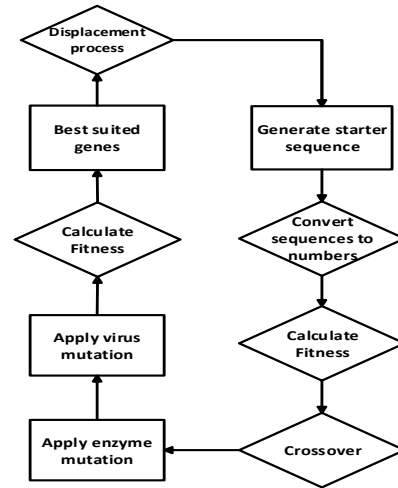 Displacement
process
Generate starter
sequence
Convert
sequences to
numbers
Calculate
Fitness
Crossover
Apply enzyme
mutation
Apply virus
mutation
Calculate
Fitness
Best suited
genes